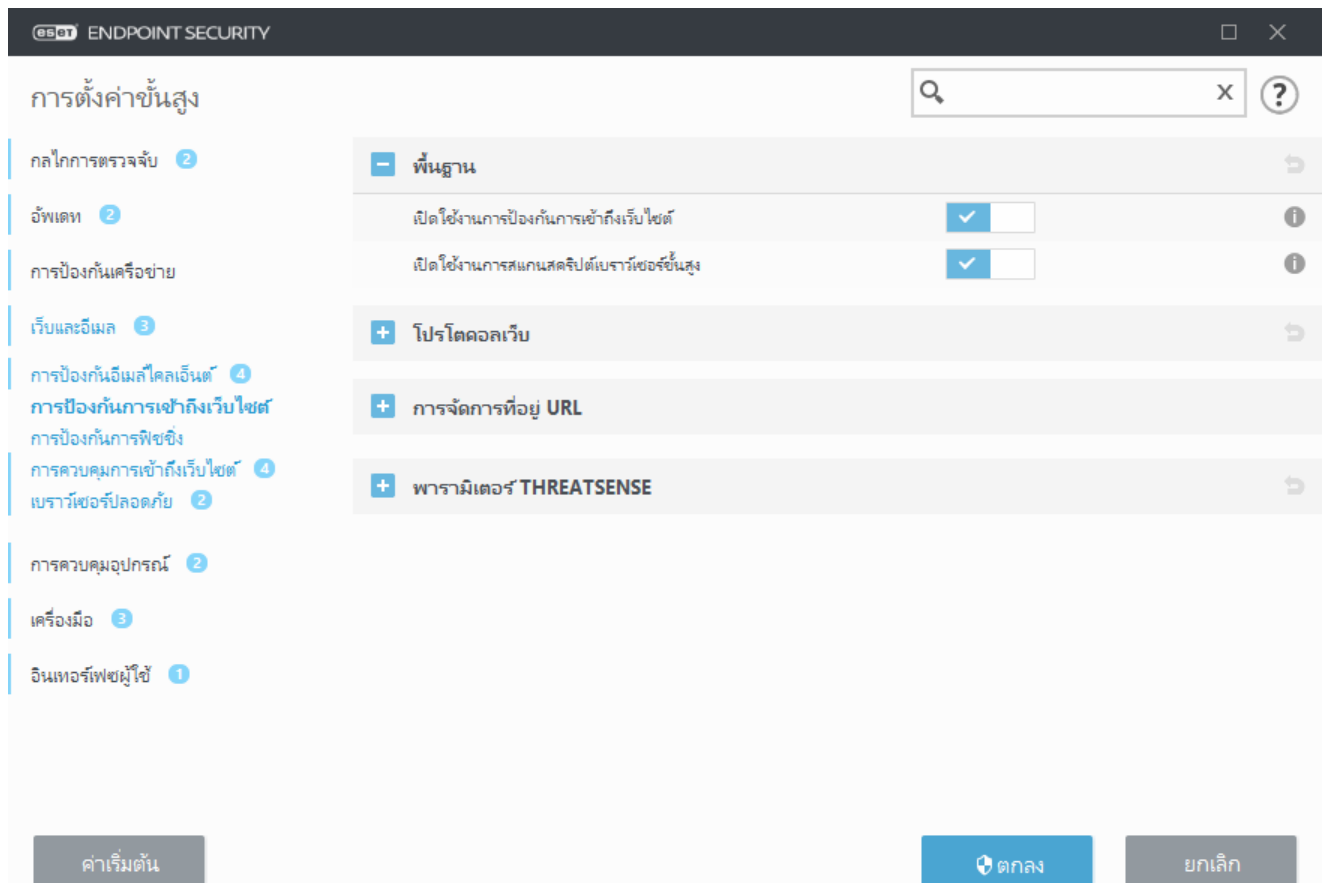 eset ENDPOINT SECURITY
การตั้งค่าขั้นสูง
x
?
กลไกการตรวจจับ 2
อัพเดท 2
การป้องกันเครือข่าย
เว็บและอีเมล 3
การป้องกันอีเมล์ไคลเอ็นต์ 4
การป้องกันการเข้าถึงเว็บไซต์
การป้องกันการฟิชชิ่ง
การควบคุมการเข้าถึงเว็บไซต์ 4
เบราว์เซอร์ปลอดภัย 2
การควบคุมอุปกรณ์ 2
เครื่องมือ 3
อินเทอร์เฟซผู้ใช้ 1
พื้นฐาน
เปิดใช้งานการป้องกันการเข้าถึงเว็บไซต์
เปิดใช้งานการสแกนสคริปต์เบราว์เซอร์ขั้นสูง
โปรโตคอลเว็บ
การจัดการที่อยู่ URL
พารามิเตอร์ THREATSENSE
ค่าเริ่มต้น
ตกลง
ยกเลิก